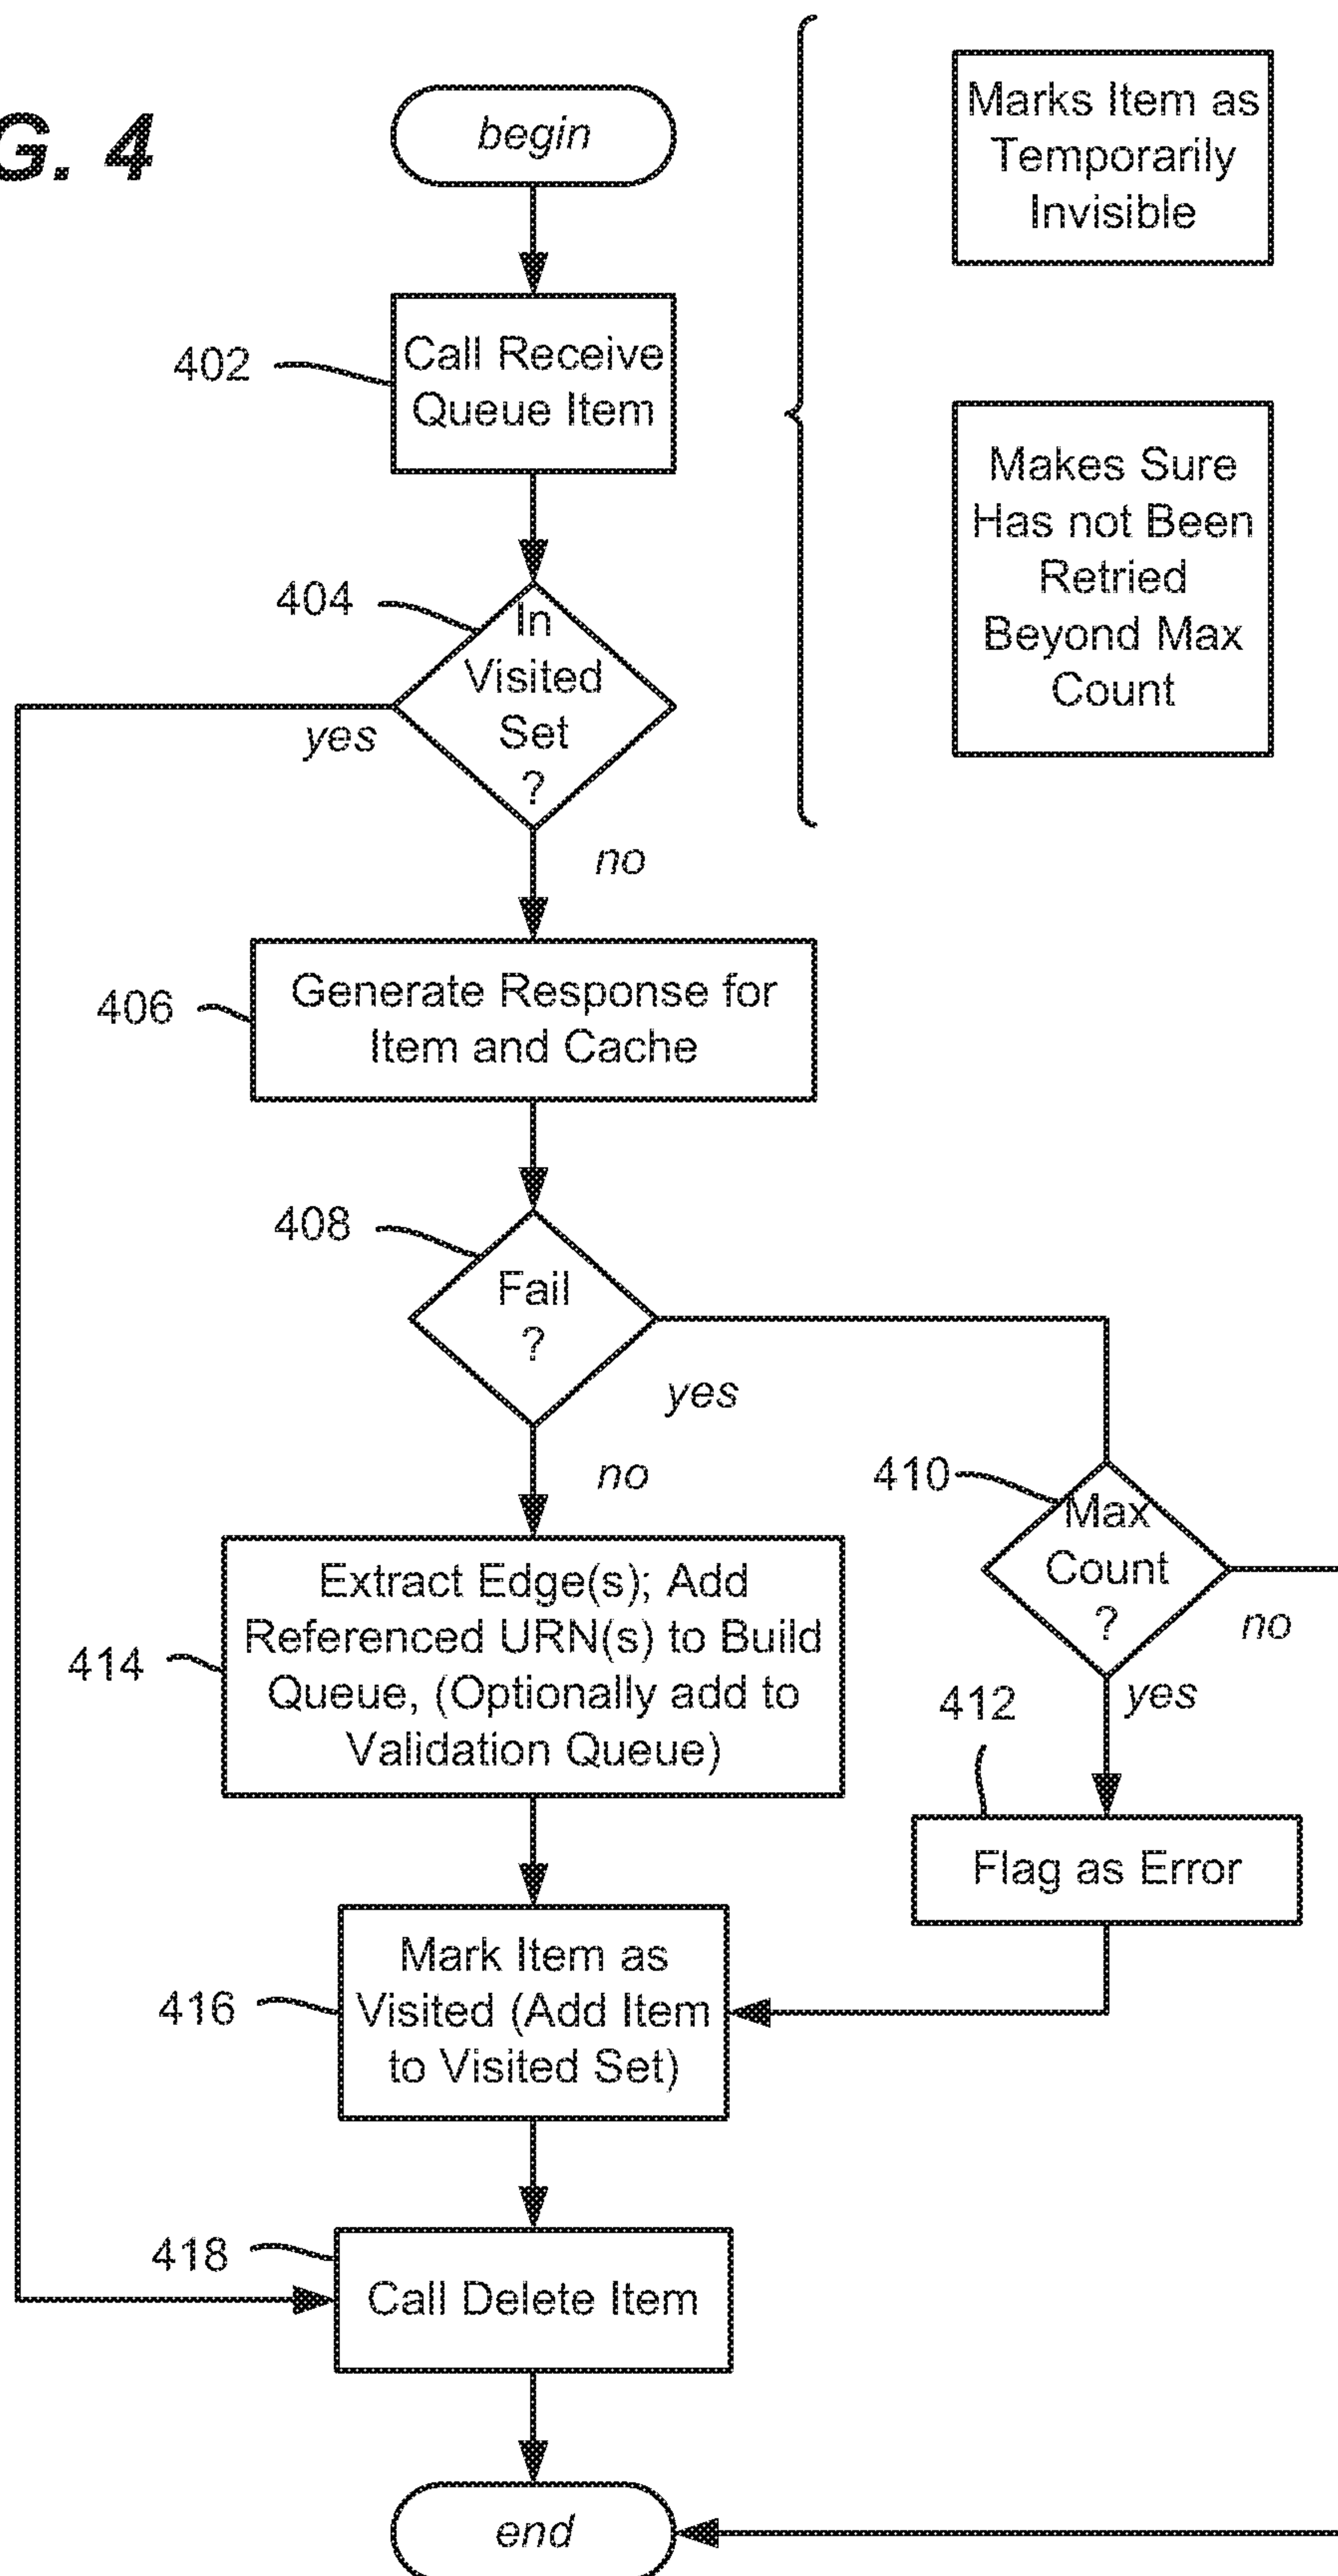 G. 4
begin
Marks Item as
Temporarily
Invisible
402
Call Receive
Queue Item
Makes Sure
Has not Been
Retried
Beyond Max
Count
404
In
Visited
Set
?
yes
no
406
Generate Response for
Item and Cache
408
Fail
?
yes
no
410
Max
Count
?
no
yes
414
Extract Edge(s); Add
Referenced URN(s) to Build
Queue, (Optionally add to
Validation Queue)
412
Flag as Error
416
Mark Item as
Visited (Add Item
to Visited Set)
418
Call Delete Item
end